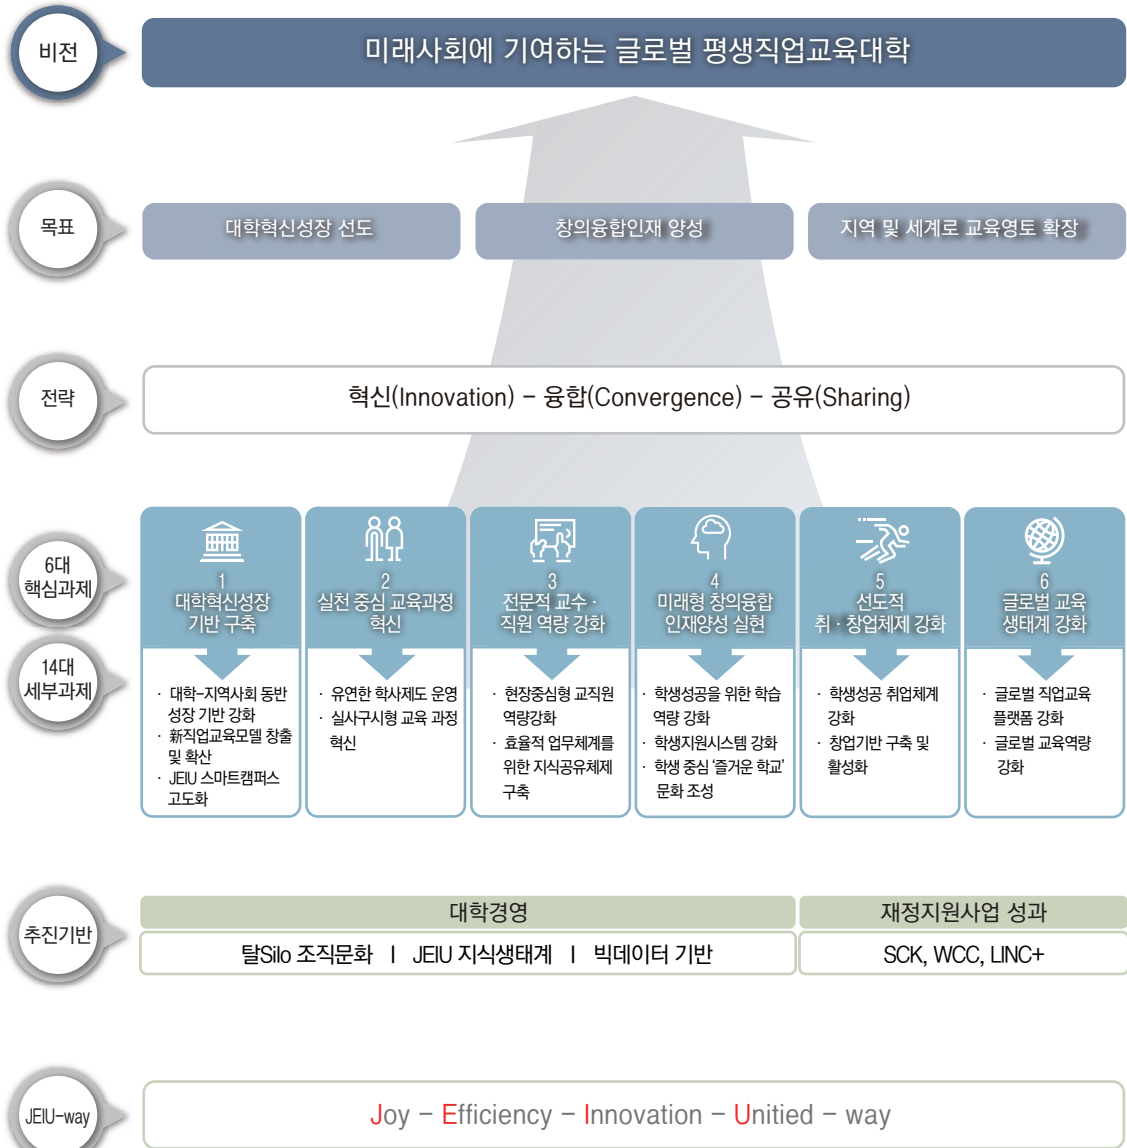 비전
미래사회에 기여하는 글로벌 평생직업교육대학
목표
대학혁신성장 선도
창의융합인재 양성
지역 및 세계로 교육영토 확장
전략
혁신(Innovation) – 융합(Convergence) – 공유(Sharing)
6대
핵심과제
1
대학혁신성장
기반 구축
2
실천 중심 교육과정
혁신
3
전문적 교수 ·
직원 역량 강화
4
미래형 창의융합
인재양성 실현
5
선도적
취 · 창업체제 강화
6
글로벌 교육
생태계 강화
14대
세부과제
· 대학-지역사회 동반
성장 기반 강화
· 新직업교육모델 창출
및 확산
· JEIU 스마트캠퍼스
고도화
· 유연한 학사제도 운영
· 실사구시형 교육 과정
혁신
· 현장중심형 교직원
역량강화
· 효율적 업무체계를
위한 지식공유체제
구축
· 학생성공을 위한 학습
역량 강화
· 학생지원시스템 강화
· 학생 중심 ‘즐거운 학교’
문화 조성
· 학생성공 취업체계
강화
· 창업기반 구축 및
활성화
· 글로벌 직업교육
플랫폼 강화
· 글로벌 교육역량
강화
추진기반
대학경영
재정지원사업 성과
탈Silo 조직문화 I JEIU 지식생태계 I 빅데이터 기반
SCK, WCC, LINC+
JEIU-way
Joy – Efficiency – Innovation – Unitied – way